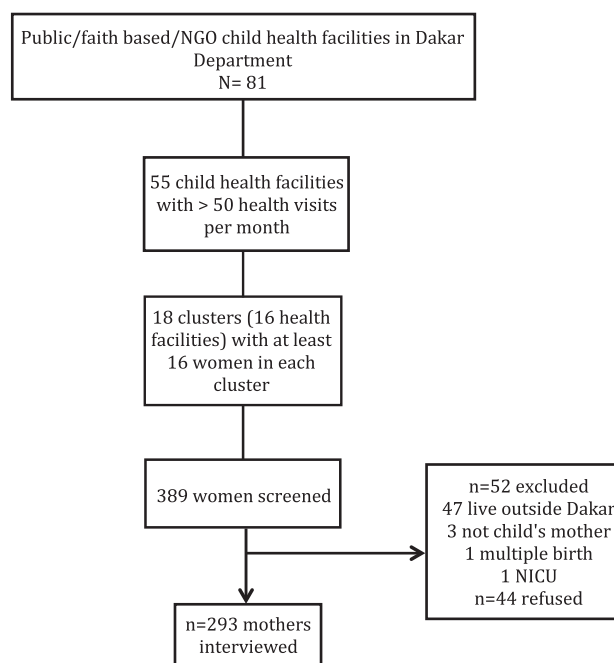 Public/faith based/NGO child health facilities in Dakar
Department
N= 81
55 child health facilities
with > 50 health visits
per month
18 clusters (16 health
facilities) with at least
16 women in each
cluster
389 women screened
n=52 excluded
47 live outside Dakar
3 not child's mother
1 multiple birth
1 NICU
n=44 refused
n=293 mothers
interviewed